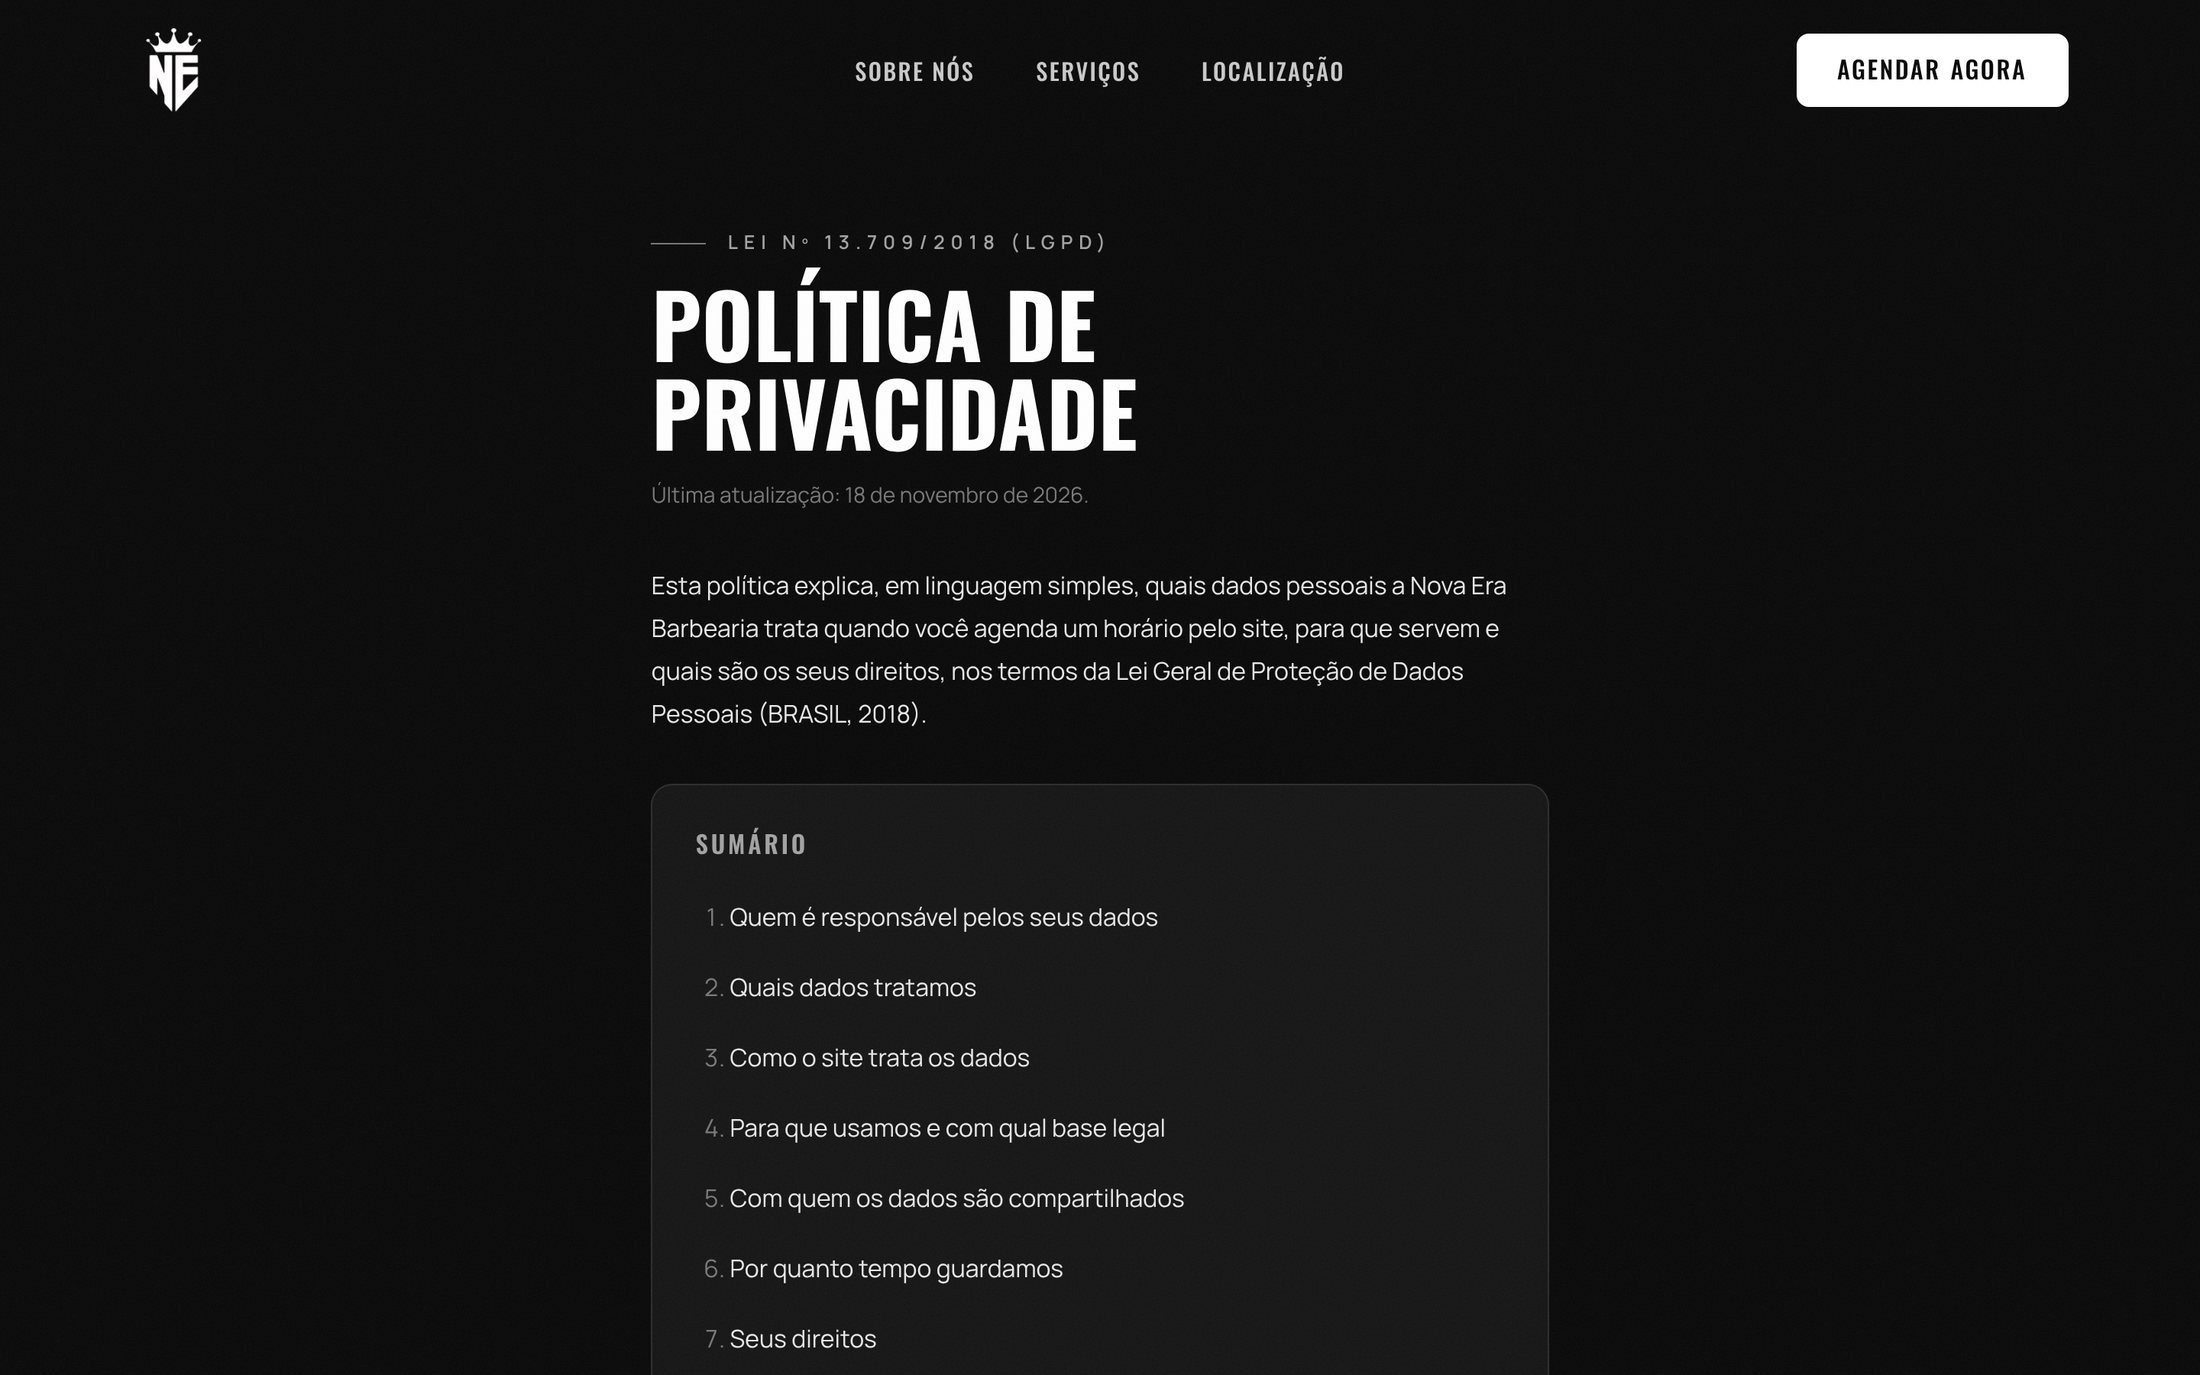 NE
SOBRE NÓS
SERVIÇOS
LOCALIZAÇÃO
AGENDAR AGORA
LEI Nº 13.709/2018 (LGPD)
POLÍTICA DE
PRIVACIDADE
Última atualização: 18 de novembro de 2026.
Esta política explica, em linguagem simples, quais dados pessoais a Nova Era
Barbearia trata quando você agenda um horário pelo site, para que servem e
quais são os seus direitos, nos termos da Lei Geral de Proteção de Dados
Pessoais (BRASIL, 2018).
SUMÁRIO
1. Quem é responsável pelos seus dados
2. Quais dados tratamos
3. Como o site trata os dados
4. Para que usamos e com qual base legal
5. Com quem os dados são compartilhados
6. Por quanto tempo guardamos
7. Seus direitos